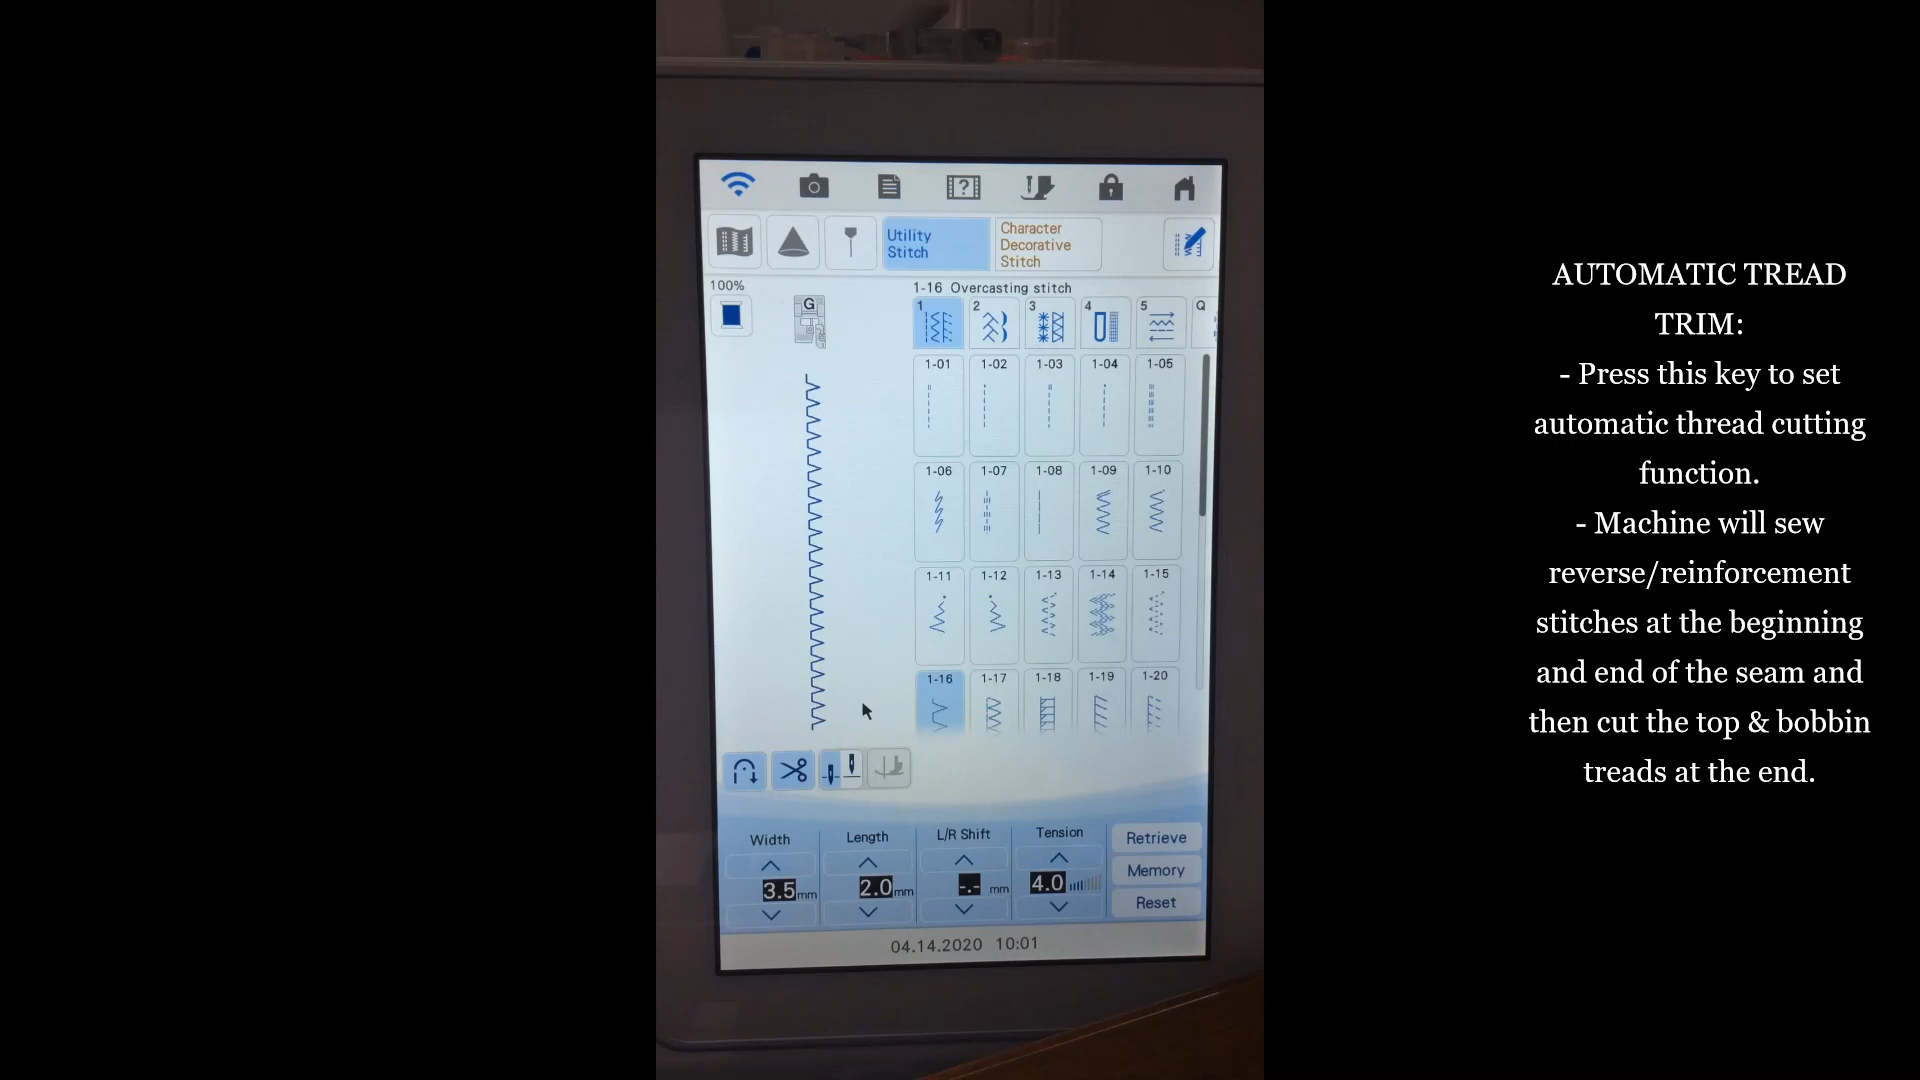 Utility
Stitch
Character
Decorative
Stitch
100%
G
1-16 Overcasting stitch
1 2 3 4 5 Q
1-01 1-02 1-03 1-04 1-05
1-06 1-07 1-08 1-09 1-10
1-11 1-12 1-13 1-14 1-15
1-16 1-17 1-18 1-19 1-20
Width Length L/R Shift Tension
3.5 mm 2.0 mm -.- mm 4.0
Retrieve
Memory
Reset
04.14.2020 10:01
AUTOMATIC TREAD
TRIM:
- Press this key to set
automatic thread cutting
function.
- Machine will sew
reverse/reinforcement
stitches at the beginning
and end of the seam and
then cut the top & bobbin
treads at the end.